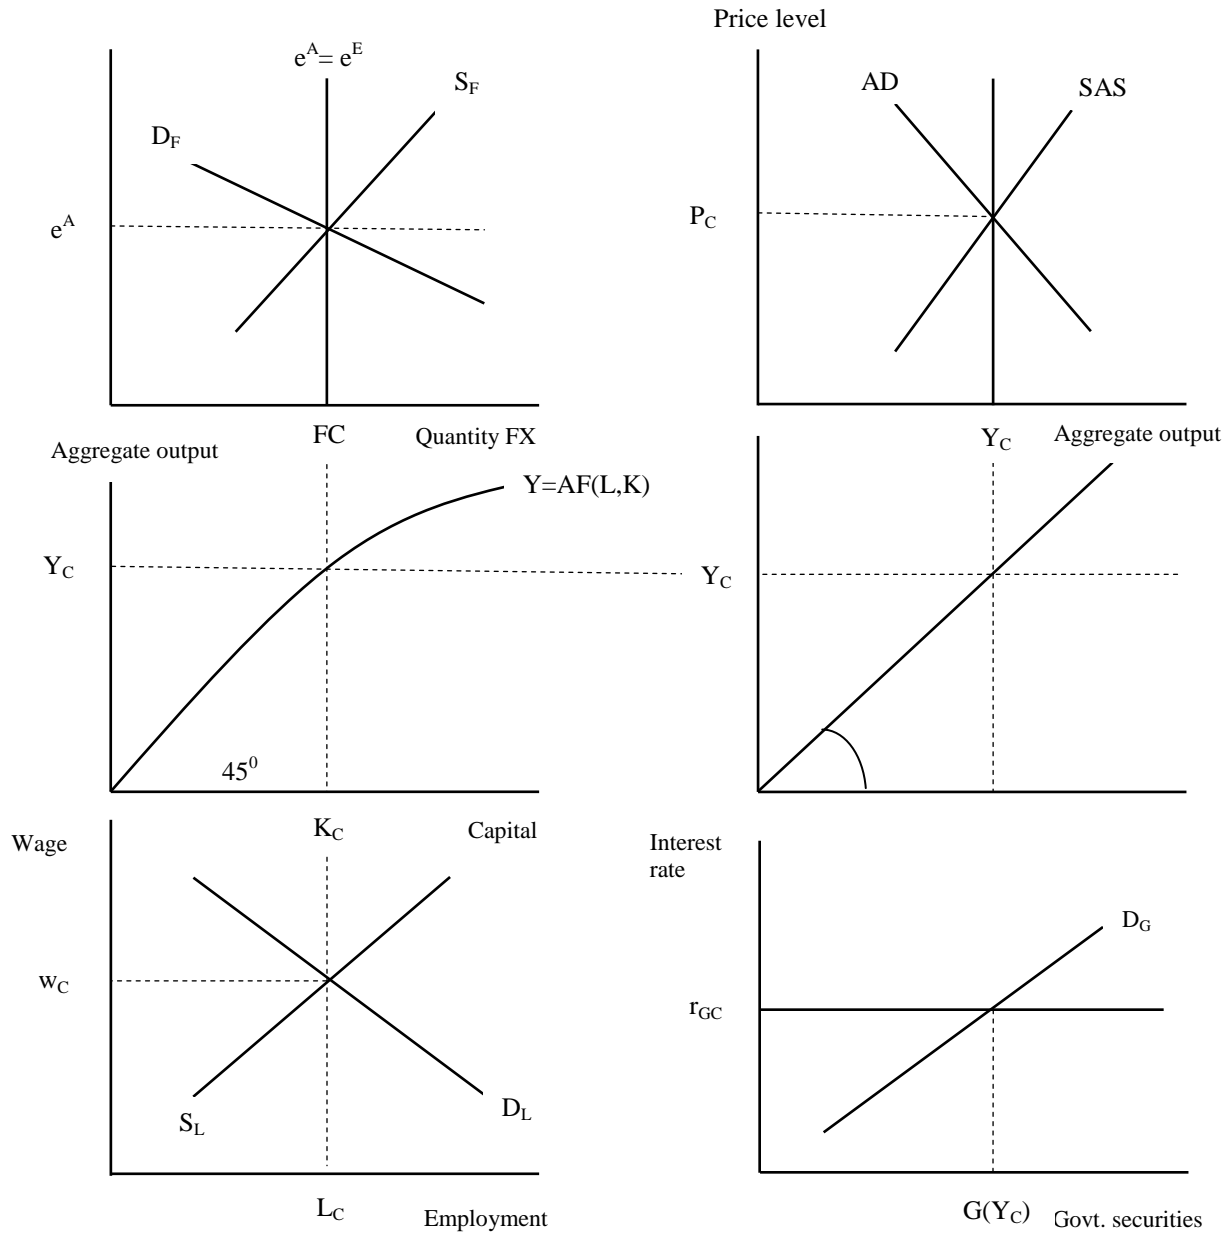 Price level
e^A = e^E
S_F
D_F
e^A
AD
SAS
P_C
FC
Quantity FX
Y_C
Aggregate output
Aggregate output
Y=AF(L,K)
Y_C
Y_C
45^0
K_C
Capital
Wage
w_C
S_L
D_L
L_C
Employment
Interest
rate
D_G
r_GC
G(Y_C)
Govt. securities